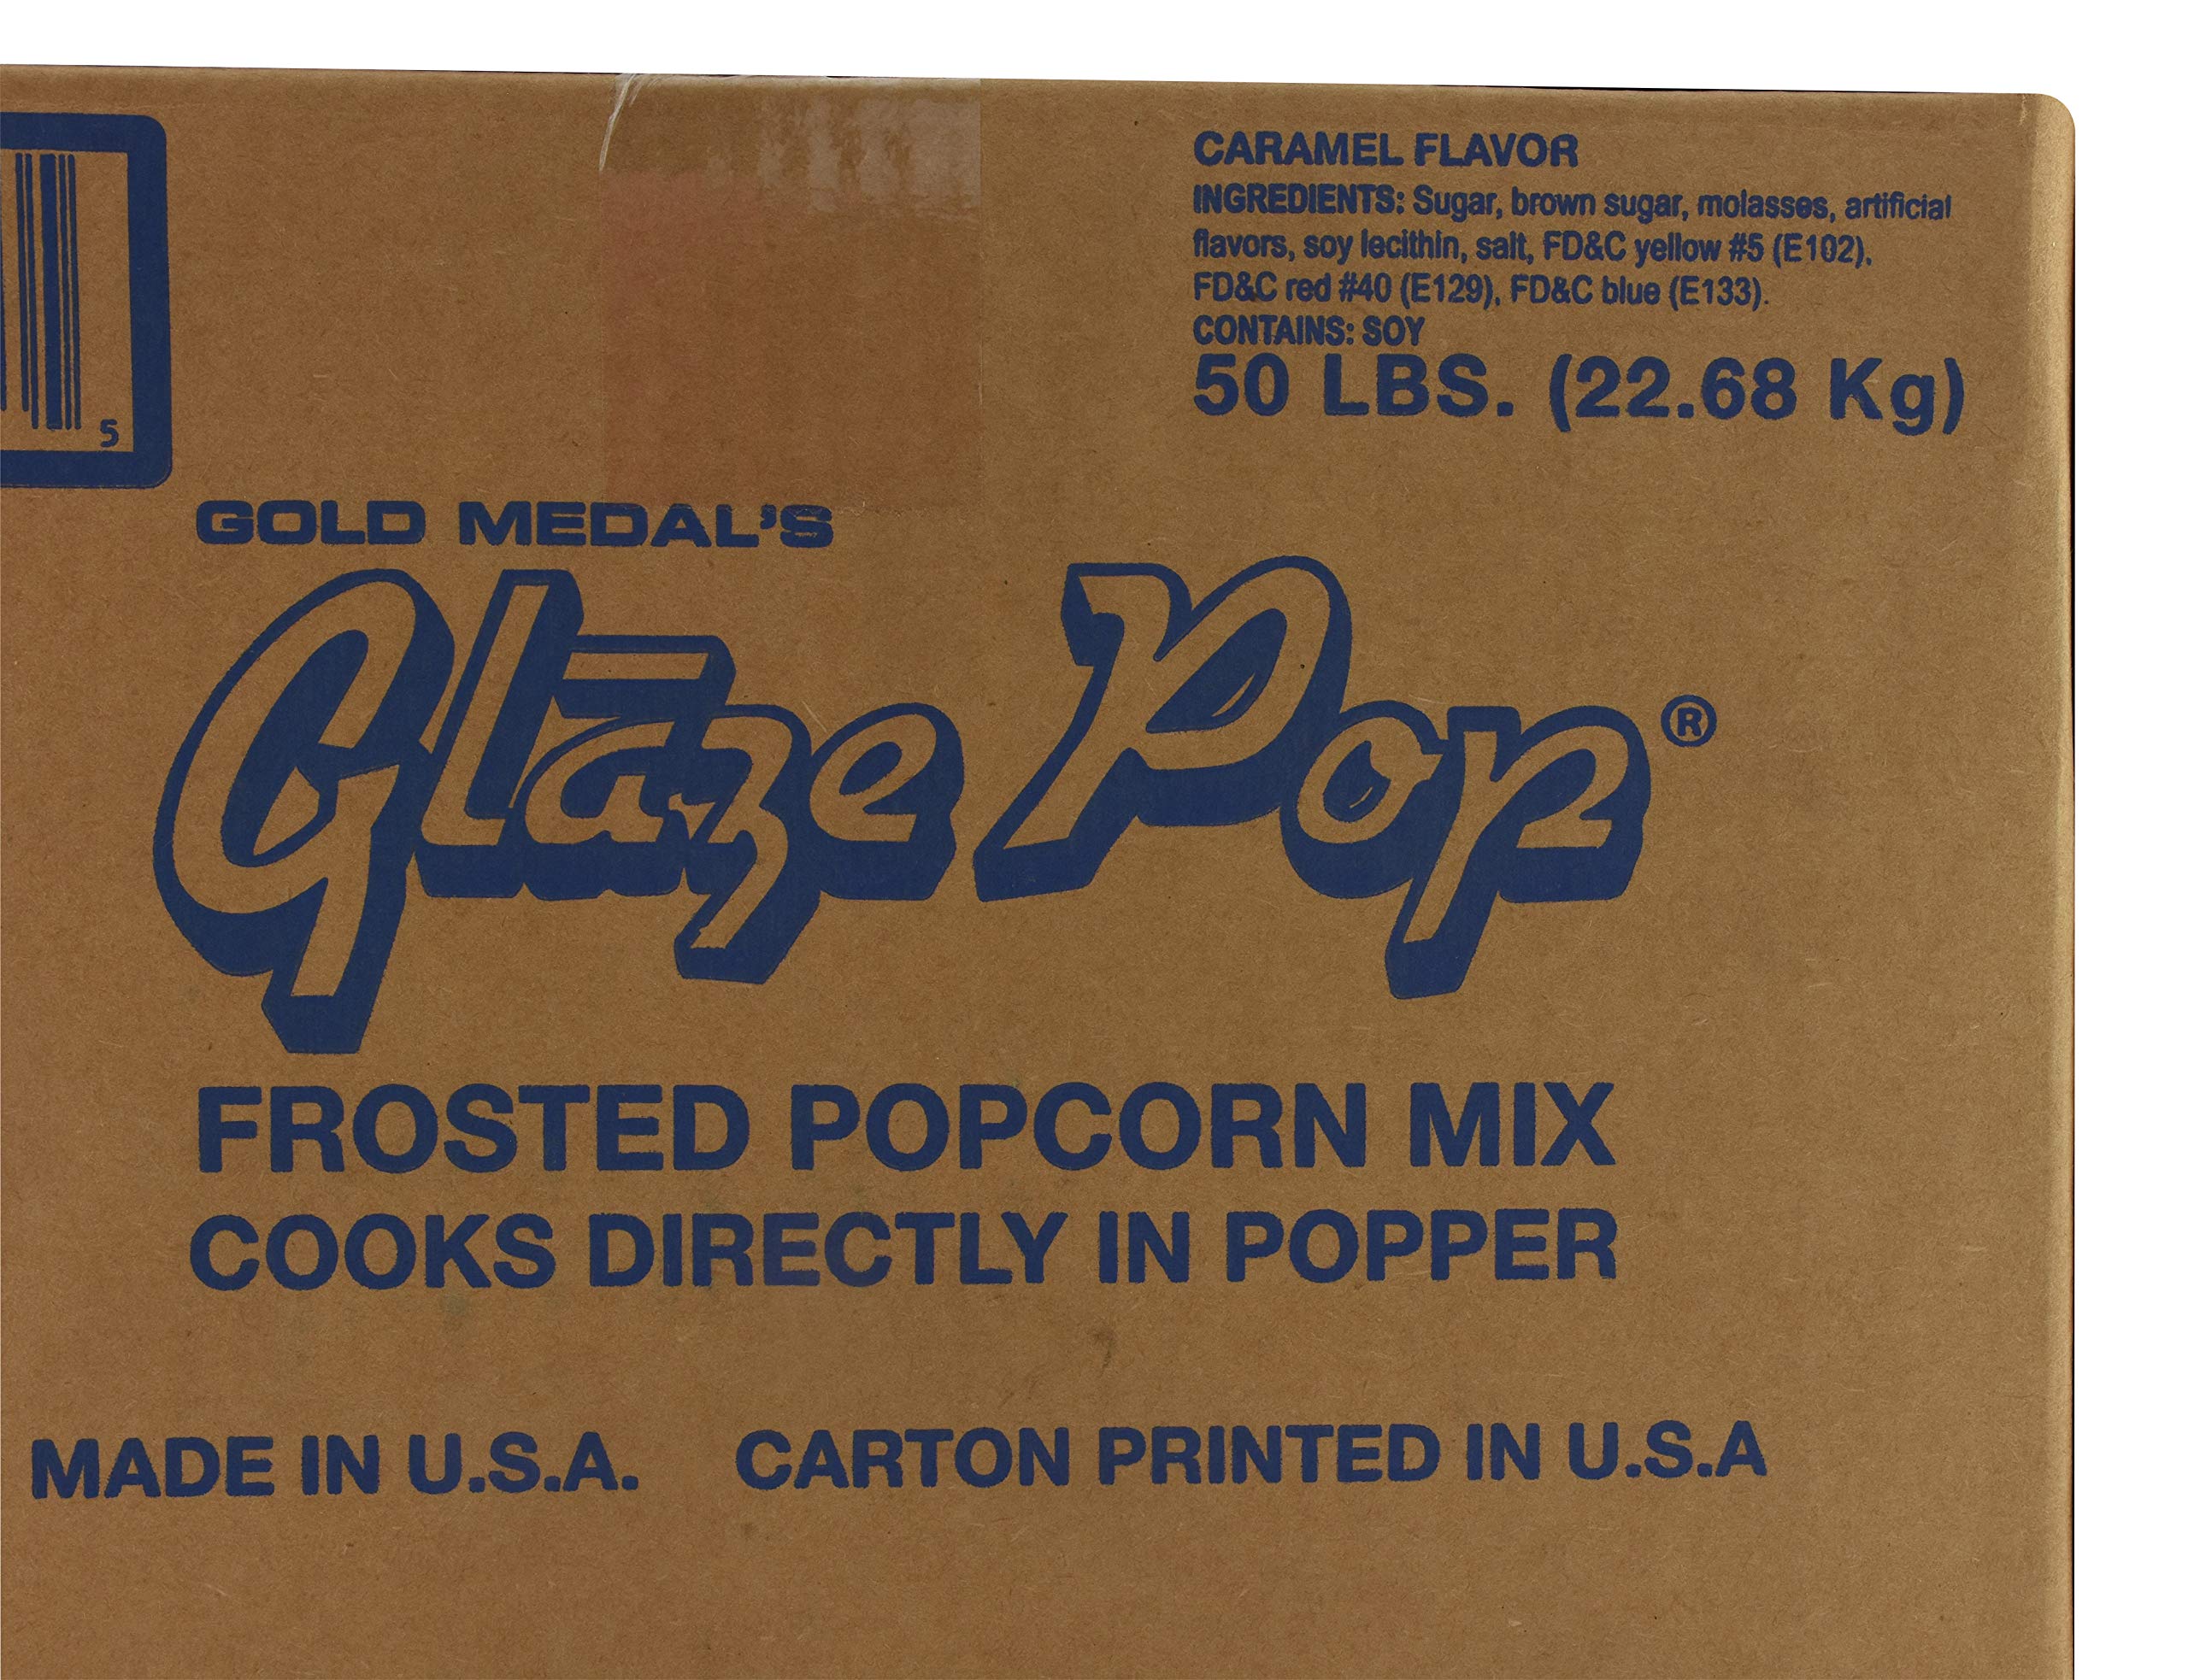 5
CARAMEL FLAVOR
INGREDIENTS: Sugar, brown sugar, molasses, artificial
flavors, soy lecithin, salt, FD&C yellow #5 (E102),
FD&C red #40 (E129), FD&C blue (E133).
CONTAINS: SOY
50 LBS. (22.68 Kg)
GOLD MEDAL'S
Glāze Pop®
FROSTED POPCORN MIX
COOKS DIRECTLY IN POPPER
MADE IN U.S.A. CARTON PRINTED IN U.S.A